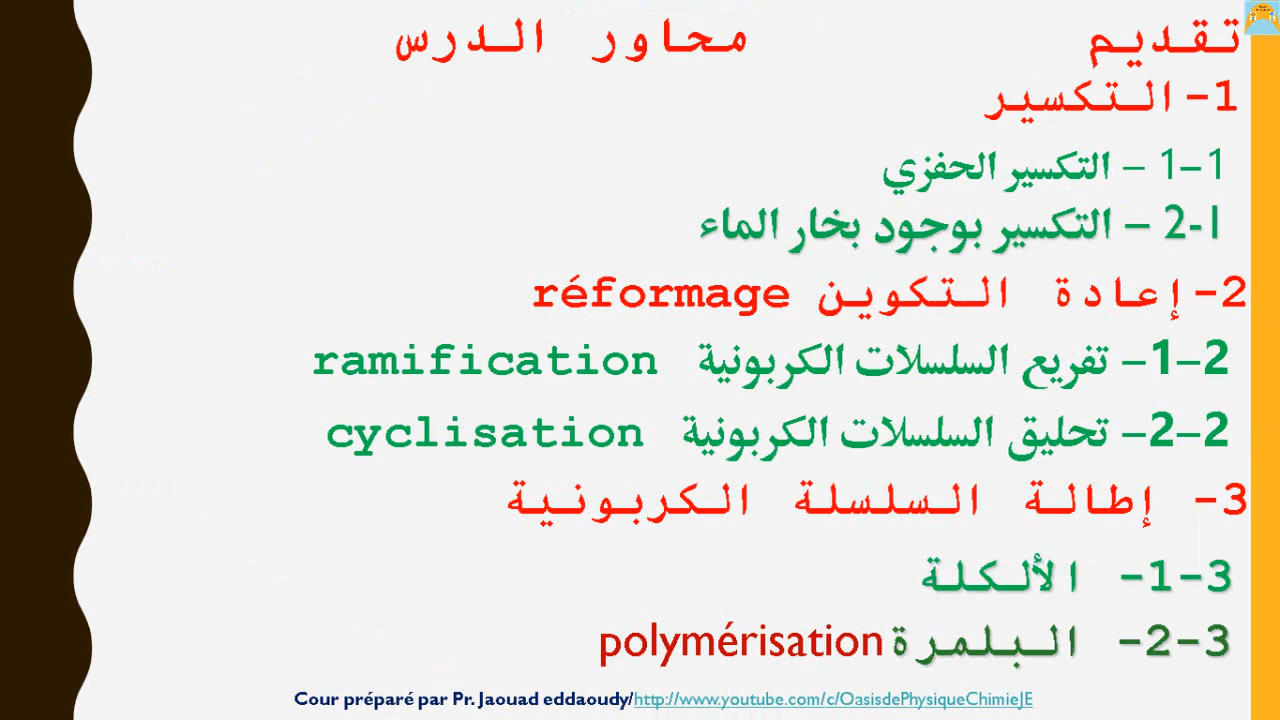 تقديم محاور الدرس
1-التكسير
1-1 – التكسير الحفزي
1-2 – التكسير بوجود بخار الماء
2-إعادة التكوين réformage
2-1- تفريع السلسلات الكربونية ramification
2-2- تحليق السلسلات الكربونية cyclisation
3- إطالة السلسلة الكربونية
3-1- الألكلة
3-2- البلمرة polymérisation
Cour préparé par Pr. Jaouad eddaoudy/http://www.youtube.com/c/OasisdePhysiqueChimieJE